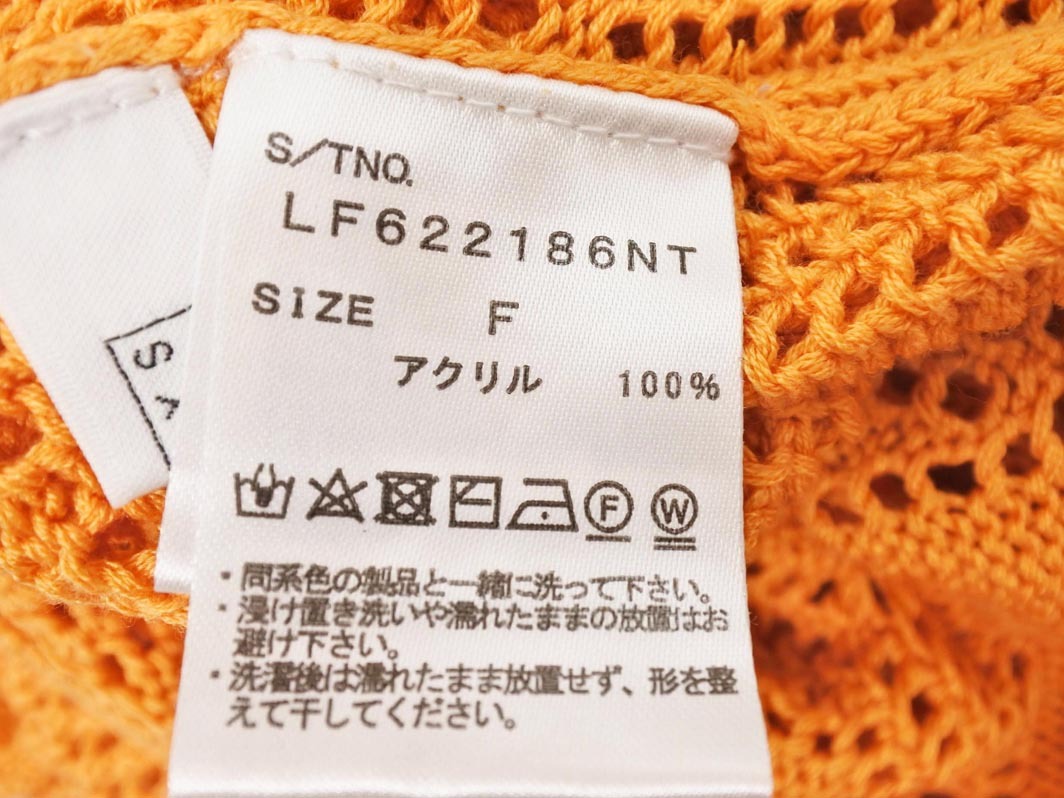 S/TNO.
LF622186NT
SIZE F
アクリル 100%
F W
・同系色の製品と一緒に洗って下さい。
・浸け置き洗いや濡れたままの放置はお
避け下さい。
・洗濯後は濡れたまま放置せず、形を整
えて干してください。